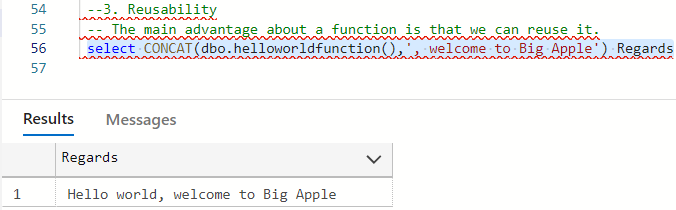 54 --3. Reusability
55 -- The main advantage about a function is that we can reuse it.
56 select CONCAT(dbo.helloworldfunction(),', welcome to Big Apple') Regards
57
Results Messages
Regards
1 Hello world, welcome to Big Apple